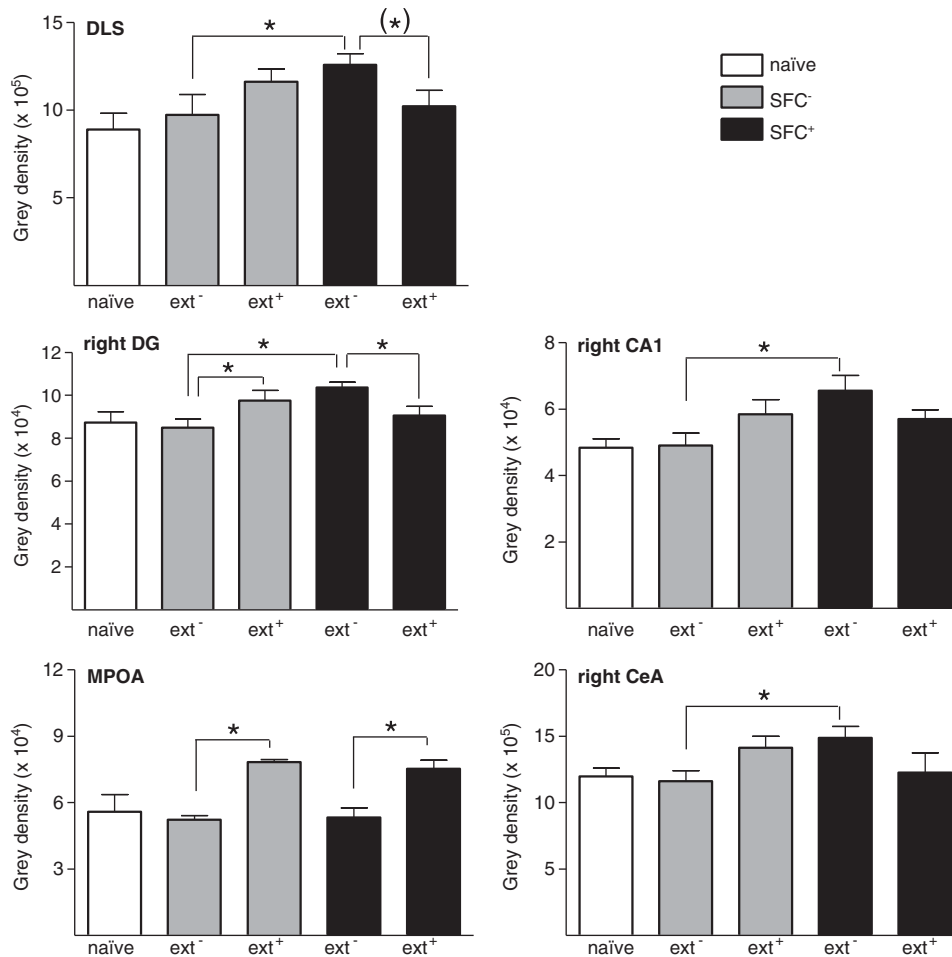 DLS
Grey density (x 10⁵)
15
10
5
* (*)
naïve ext⁻ ext⁺ ext⁻ ext⁺
naïve
SFC⁻
SFC⁺
right DG
Grey density (x 10⁴)
12
10
8
6
4
2
* * *
naïve ext⁻ ext⁺ ext⁻ ext⁺
right CA1
Grey density (x 10⁴)
8
6
4
2
*
naïve ext⁻ ext⁺ ext⁻ ext⁺
MPOA
Grey density (x 10⁴)
12
9
6
3
* *
naïve ext⁻ ext⁺ ext⁻ ext⁺
right CeA
Grey density (x 10⁵)
20
15
10
5
*
naïve ext⁻ ext⁺ ext⁻ ext⁺